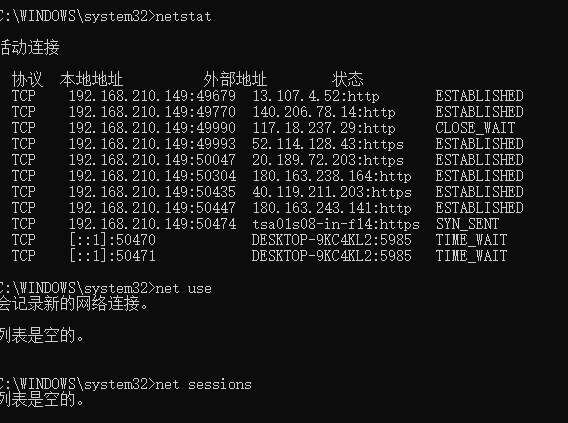 C:\WINDOWS\system32>netstat
活动连接
协议 本地地址 外部地址 状态
TCP 192.168.210.149:49679 13.107.4.52:http ESTABLISHED
TCP 192.168.210.149:49770 140.206.78.14:http ESTABLISHED
TCP 192.168.210.149:49990 117.18.237.29:http CLOSE_WAIT
TCP 192.168.210.149:49993 52.114.128.43:https ESTABLISHED
TCP 192.168.210.149:50047 20.189.72.203:https ESTABLISHED
TCP 192.168.210.149:50304 180.163.238.164:http ESTABLISHED
TCP 192.168.210.149:50435 40.119.211.203:https ESTABLISHED
TCP 192.168.210.149:50447 180.163.243.141:http ESTABLISHED
TCP 192.168.210.149:50474 tsa01s08-in-f14:https SYN_SENT
TCP [::1]:50470 DESKTOP-9KC4KL2:5985 TIME_WAIT
TCP [::1]:50471 DESKTOP-9KC4KL2:5985 TIME_WAIT
C:\WINDOWS\system32>net use
会记录新的网络连接。
列表是空的。
C:\WINDOWS\system32>net sessions
列表是空的。